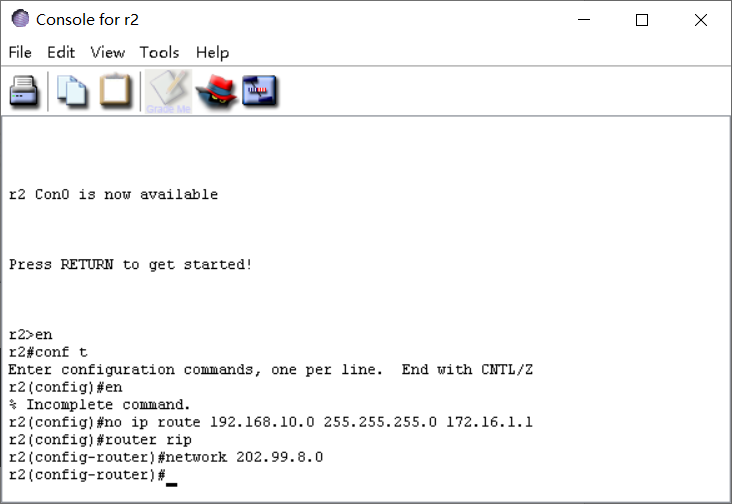 Console for r2
File Edit View Tools Help
Grade Me
r2 Con0 is now available
Press RETURN to get started!
r2>en
r2#conf t
Enter configuration commands, one per line.  End with CNTL/Z
r2(config)#en
% Incomplete command.
r2(config)#no ip route 192.168.10.0 255.255.255.0 172.16.1.1
r2(config)#router rip
r2(config-router)#network 202.99.8.0
r2(config-router)#